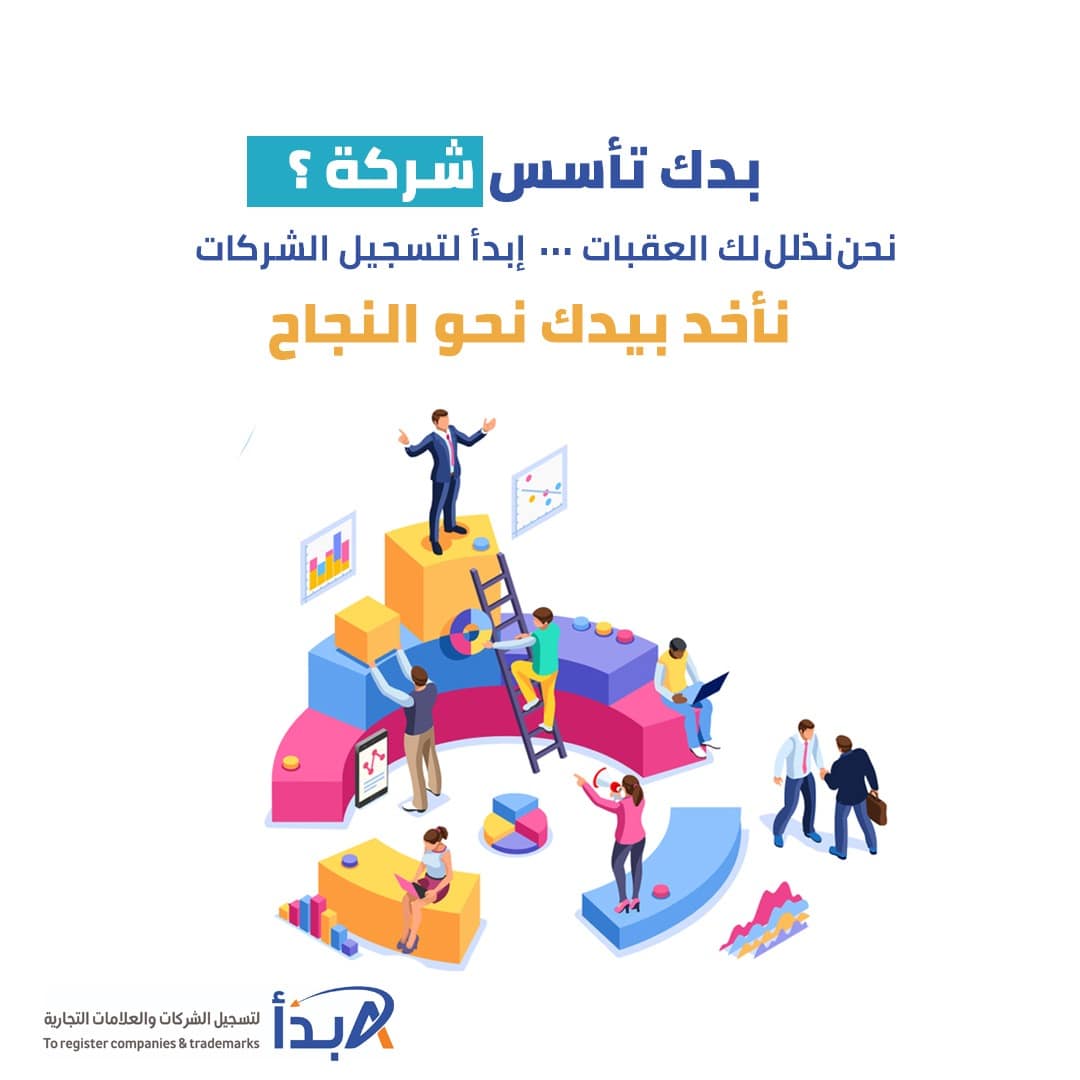 بدك تأسس شركة ؟
نحن نذلل لك العقبات ... إبدأ لتسجيل الشركات
نأخد بيدك نحو النجاح
إبدأ
لتسجيل الشركات والعلامات التجارية
To register companies & trademarks